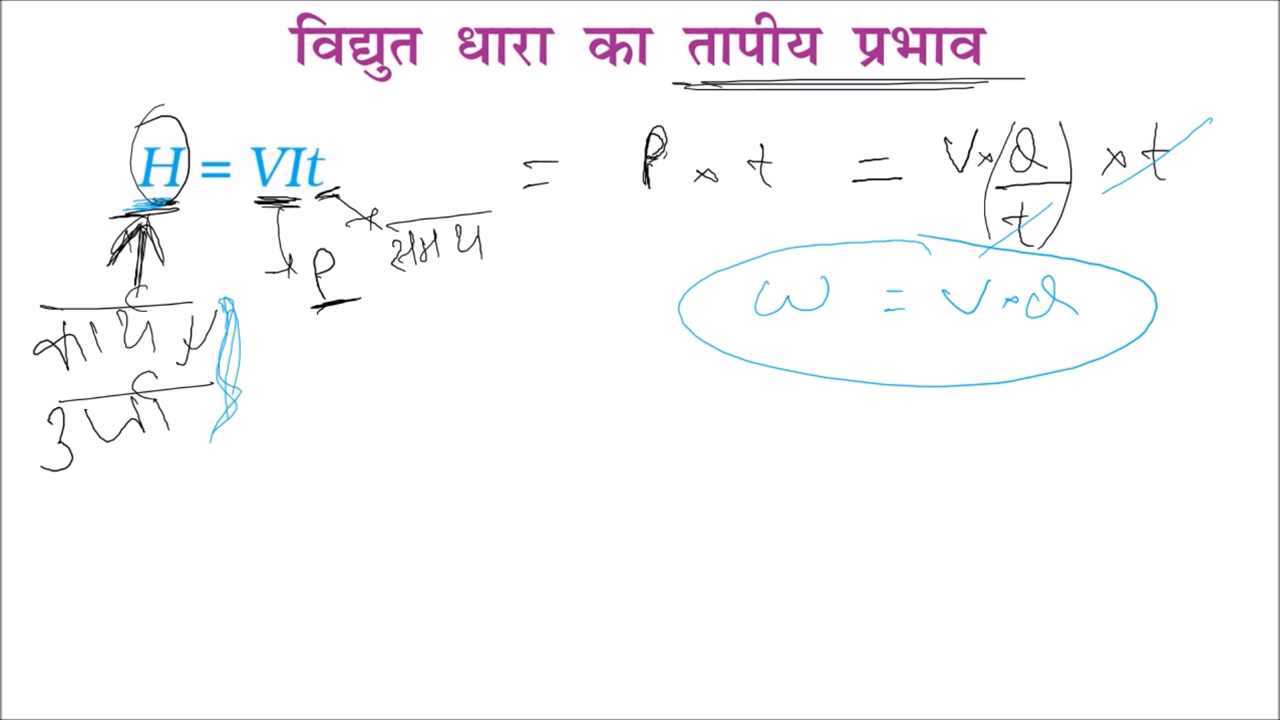 विद्युत धारा का तापीय प्रभाव
H = VIt = P × t = V×(Q/t) × t
समय
P
W = V×Q
कार्य
ऊर्जा